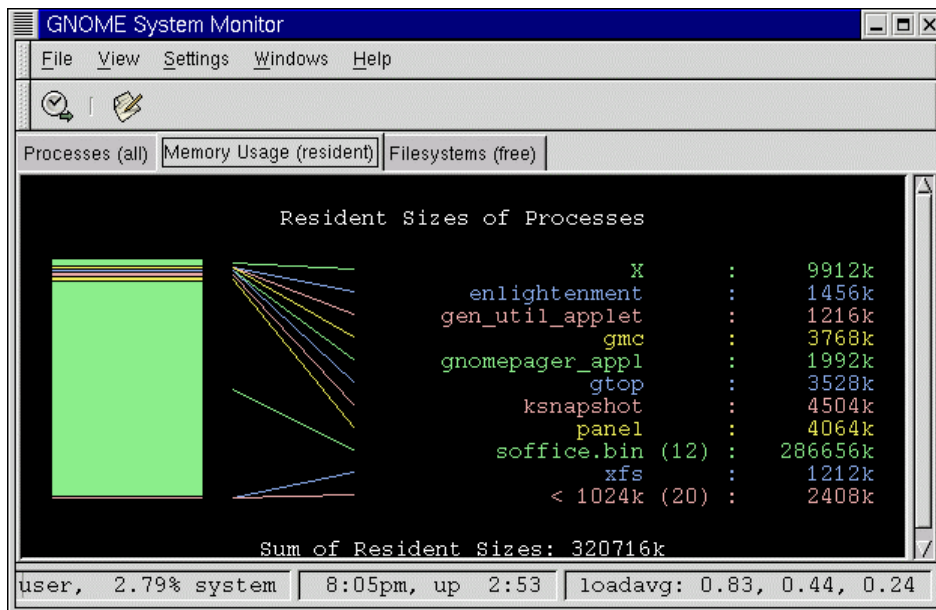 GNOME System Monitor
File View Settings Windows Help
Processes (all) Memory Usage (resident) Filesystems (free)
Resident Sizes of Processes
X : 9912k
enlightenment : 1456k
gen_util_applet : 1216k
gmc : 3768k
gnomepager_appl : 1992k
gtop : 3528k
ksnapshot : 4504k
panel : 4064k
soffice.bin (12) : 286656k
xfs : 1212k
< 1024k (20) : 2408k
Sum of Resident Sizes: 320716k
user, 2.79% system 8:05pm, up 2:53 loadavg: 0.83, 0.44, 0.24